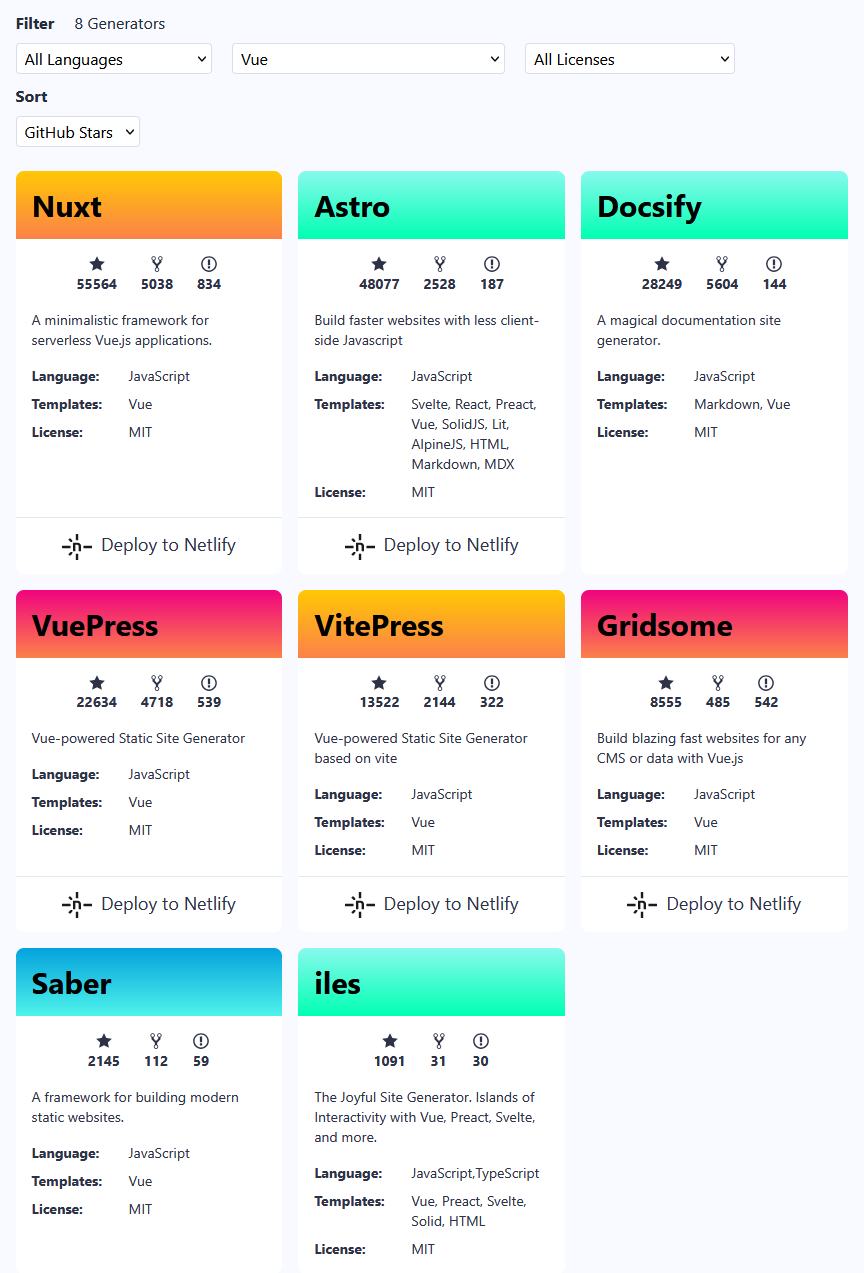 Filter 8 Generators
All Languages Vue All Licenses
Sort
GitHub Stars
Nuxt
55564 5038 834
A minimalistic framework for
serverless Vue.js applications.
Language: JavaScript
Templates: Vue
License: MIT
Deploy to Netlify
Astro
48077 2528 187
Build faster websites with less client-
side Javascript
Language: JavaScript
Templates: Svelte, React, Preact,
Vue, SolidJS, Lit,
AlpineJS, HTML,
Markdown, MDX
License: MIT
Deploy to Netlify
Docsify
28249 5604 144
A magical documentation site
generator.
Language: JavaScript
Templates: Markdown, Vue
License: MIT
VuePress
22634 4718 539
Vue-powered Static Site Generator
Language: JavaScript
Templates: Vue
License: MIT
Deploy to Netlify
VitePress
13522 2144 322
Vue-powered Static Site Generator
based on vite
Language: JavaScript
Templates: Vue
License: MIT
Deploy to Netlify
Gridsome
8555 485 542
Build blazing fast websites for any
CMS or data with Vue.js
Language: JavaScript
Templates: Vue
License: MIT
Deploy to Netlify
Saber
2145 112 59
A framework for building modern
static websites.
Language: JavaScript
Templates: Vue
License: MIT
iles
1091 31 30
The Joyful Site Generator. Islands of
Interactivity with Vue, Preact, Svelte,
and more.
Language: JavaScript,TypeScript
Templates: Vue, Preact, Svelte,
Solid, HTML
License: MIT